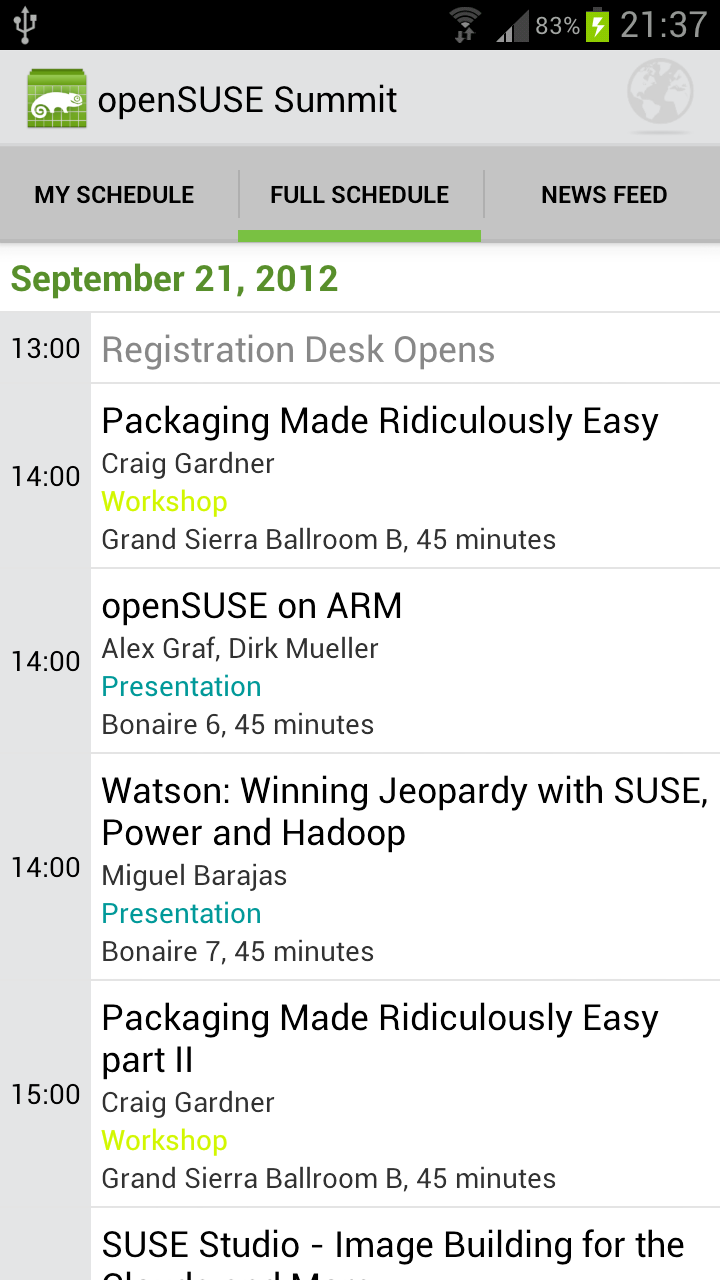 83% 21:37
openSUSE Summit
MY SCHEDULE FULL SCHEDULE NEWS FEED
September 21, 2012
13:00 Registration Desk Opens
Packaging Made Ridiculously Easy
Craig Gardner
14:00
Workshop
Grand Sierra Ballroom B, 45 minutes
openSUSE on ARM
Alex Graf, Dirk Mueller
14:00
Presentation
Bonaire 6, 45 minutes
Watson: Winning Jeopardy with SUSE,
Power and Hadoop
14:00
Miguel Barajas
Presentation
Bonaire 7, 45 minutes
Packaging Made Ridiculously Easy
part II
15:00
Craig Gardner
Workshop
Grand Sierra Ballroom B, 45 minutes
SUSE Studio - Image Building for the